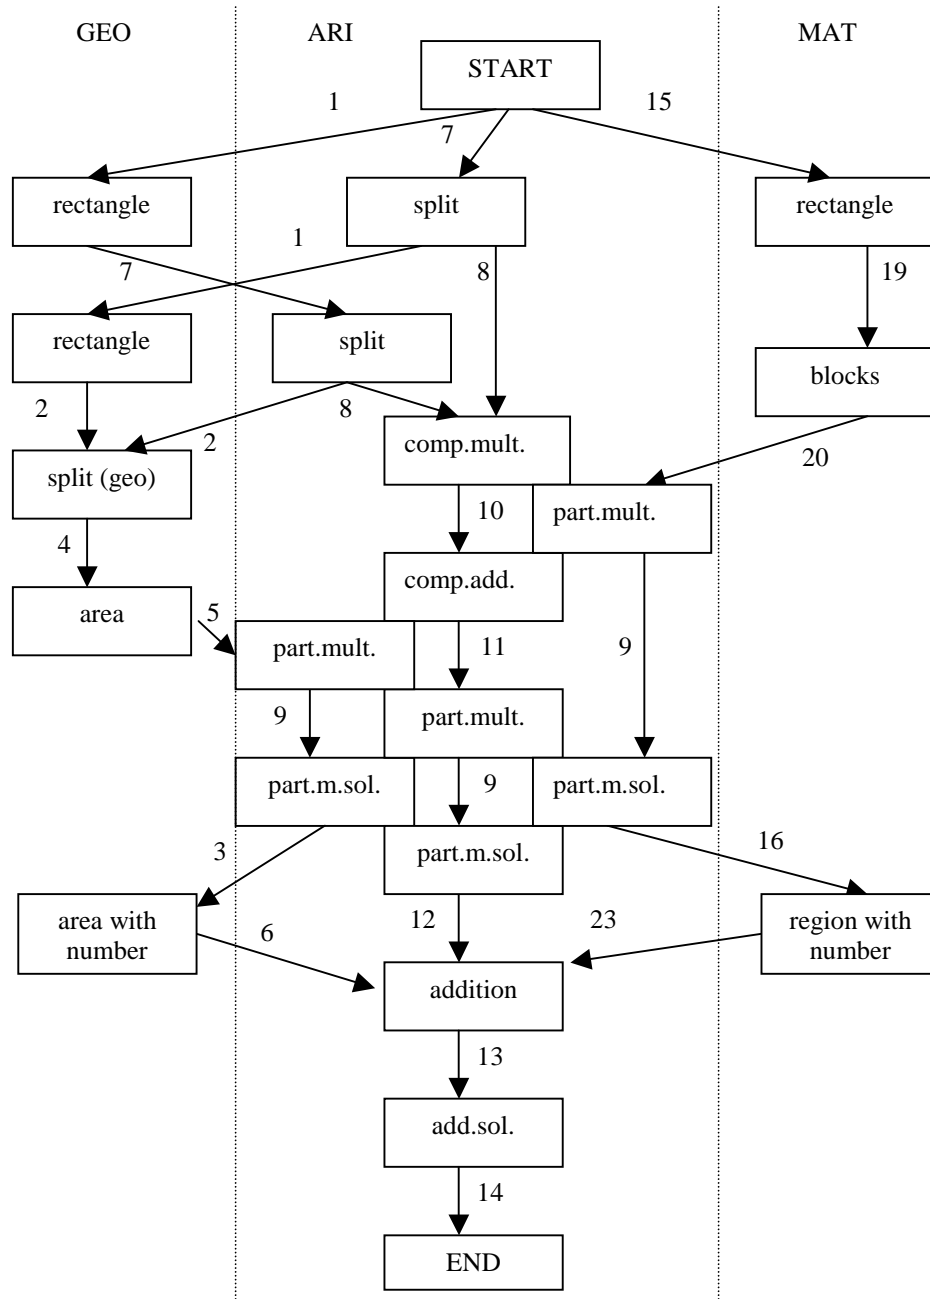 GEO
ARI
MAT
START
1
7
15
rectangle
split
rectangle
1
7
8
19
rectangle
split
blocks
2
8
2
20
split (geo)
comp.mult.
10
part.mult.
4
area
comp.add.
5
part.mult.
11
9
9
part.mult.
part.m.sol.
9
part.m.sol.
3
part.m.sol.
16
area with
number
6
12
23
region with
number
addition
13
add.sol.
14
END